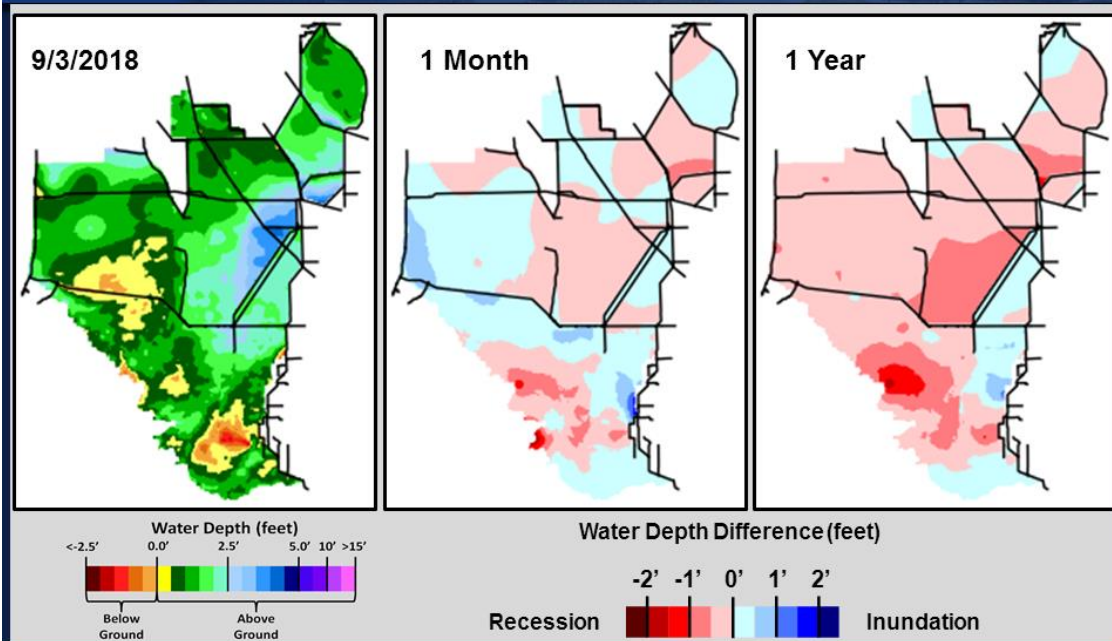 9/3/2018
1 Month
1 Year
Water Depth (feet)
<-2.5' 0.0' 2.5' 5.0' 10' >15'
Below Ground
Above Ground
Water Depth Difference (feet)
-2' -1' 0' 1' 2'
Recession
Inundation